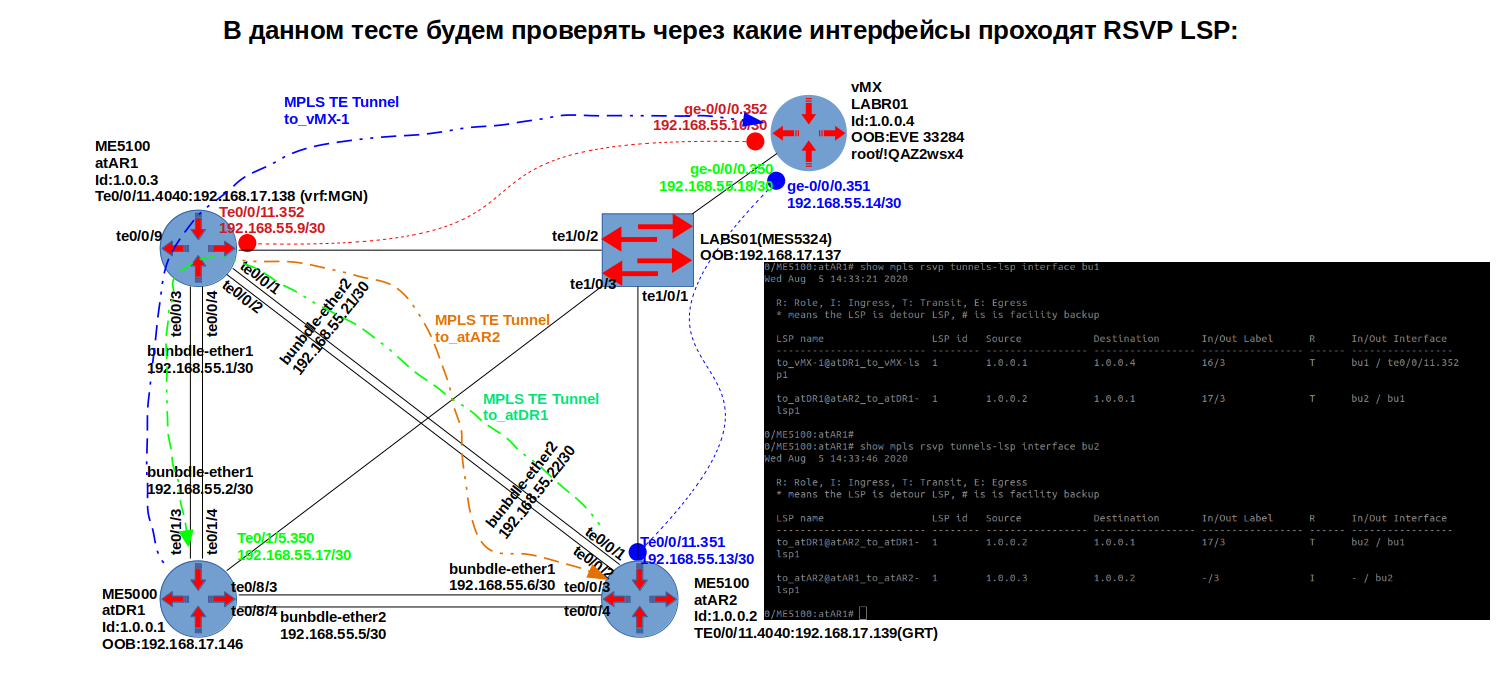 В данном тесте будем проверять через какие интерфейсы проходят RSVP LSP:
MPLS TE Tunnel
to_vMX-1
ge-0/0/0.352
192.168.55.10/30
vMX
LABR01
Id:1.0.0.4
OOB:EVE 33284
root/!QAZ2wsx4
ME5100
atAR1
Id:1.0.0.3
Te0/0/11.4040:192.168.17.138 (vrf:MGN)
Te0/0/11.352
192.168.55.9/30
ge-0/0/0.350
192.168.55.18/30
ge-0/0/0.351
192.168.55.14/30
te0/0/9
te1/0/2
LABS01(MES5324)
OOB:192.168.17.137
te1/0/3
te1/0/1
te0/0/1
te0/0/2
te0/0/3
te0/0/4
bunbdle-ether2
192.168.55.21/30
MPLS TE Tunnel
to_atAR2
bunbdle-ether1
192.168.55.1/30
MPLS TE Tunnel
to_atDR1
bunbdle-ether1
192.168.55.2/30
bunbdle-ether2
192.168.55.22/30
te0/1/3
te0/1/4
Te0/1/5.350
192.168.55.17/30
te0/0/1
te0/0/2
Te0/0/11.351
192.168.55.13/30
bunbdle-ether1
192.168.55.6/30
te0/0/3
te0/0/4
te0/8/3
te0/8/4
bunbdle-ether2
192.168.55.5/30
ME5000
atDR1
Id:1.0.0.1
OOB:192.168.17.146
ME5100
atAR2
Id:1.0.0.2
TE0/0/11.4040:192.168.17.139(GRT)
0/ME5100:atAR1# show mpls rsvp tunnels-lsp interface bu1
Wed Aug  5 14:33:21 2020
R: Role, I: Ingress, T: Transit, E: Egress
* means the LSP is detour LSP, # is is facility backup
LSP name LSP id Source Destination In/Out Label R In/Out Interface
------------------------ ------ ---------------- ---------------- ---------------- ------ ----------------
to_vMX-1@atDR1_to_vMX-ls 1 1.0.0.1 1.0.0.4 16/3 T bu1 / te0/0/11.352
p1
to_atDR1@atAR2_to_atDR1- 1 1.0.0.2 1.0.0.1 17/3 T bu2 / bu1
lsp1
0/ME5100:atAR1#
0/ME5100:atAR1# show mpls rsvp tunnels-lsp interface bu2
Wed Aug  5 14:33:46 2020
R: Role, I: Ingress, T: Transit, E: Egress
* means the LSP is detour LSP, # is is facility backup
LSP name LSP id Source Destination In/Out Label R In/Out Interface
------------------------ ------ ---------------- ---------------- ---------------- ------ ----------------
to_atDR1@atAR2_to_atDR1- 1 1.0.0.2 1.0.0.1 17/3 T bu2 / bu1
lsp1
to_atAR2@atAR1_to_atAR2- 1 1.0.0.3 1.0.0.2 -/3 I - / bu2
lsp1
0/ME5100:atAR1#